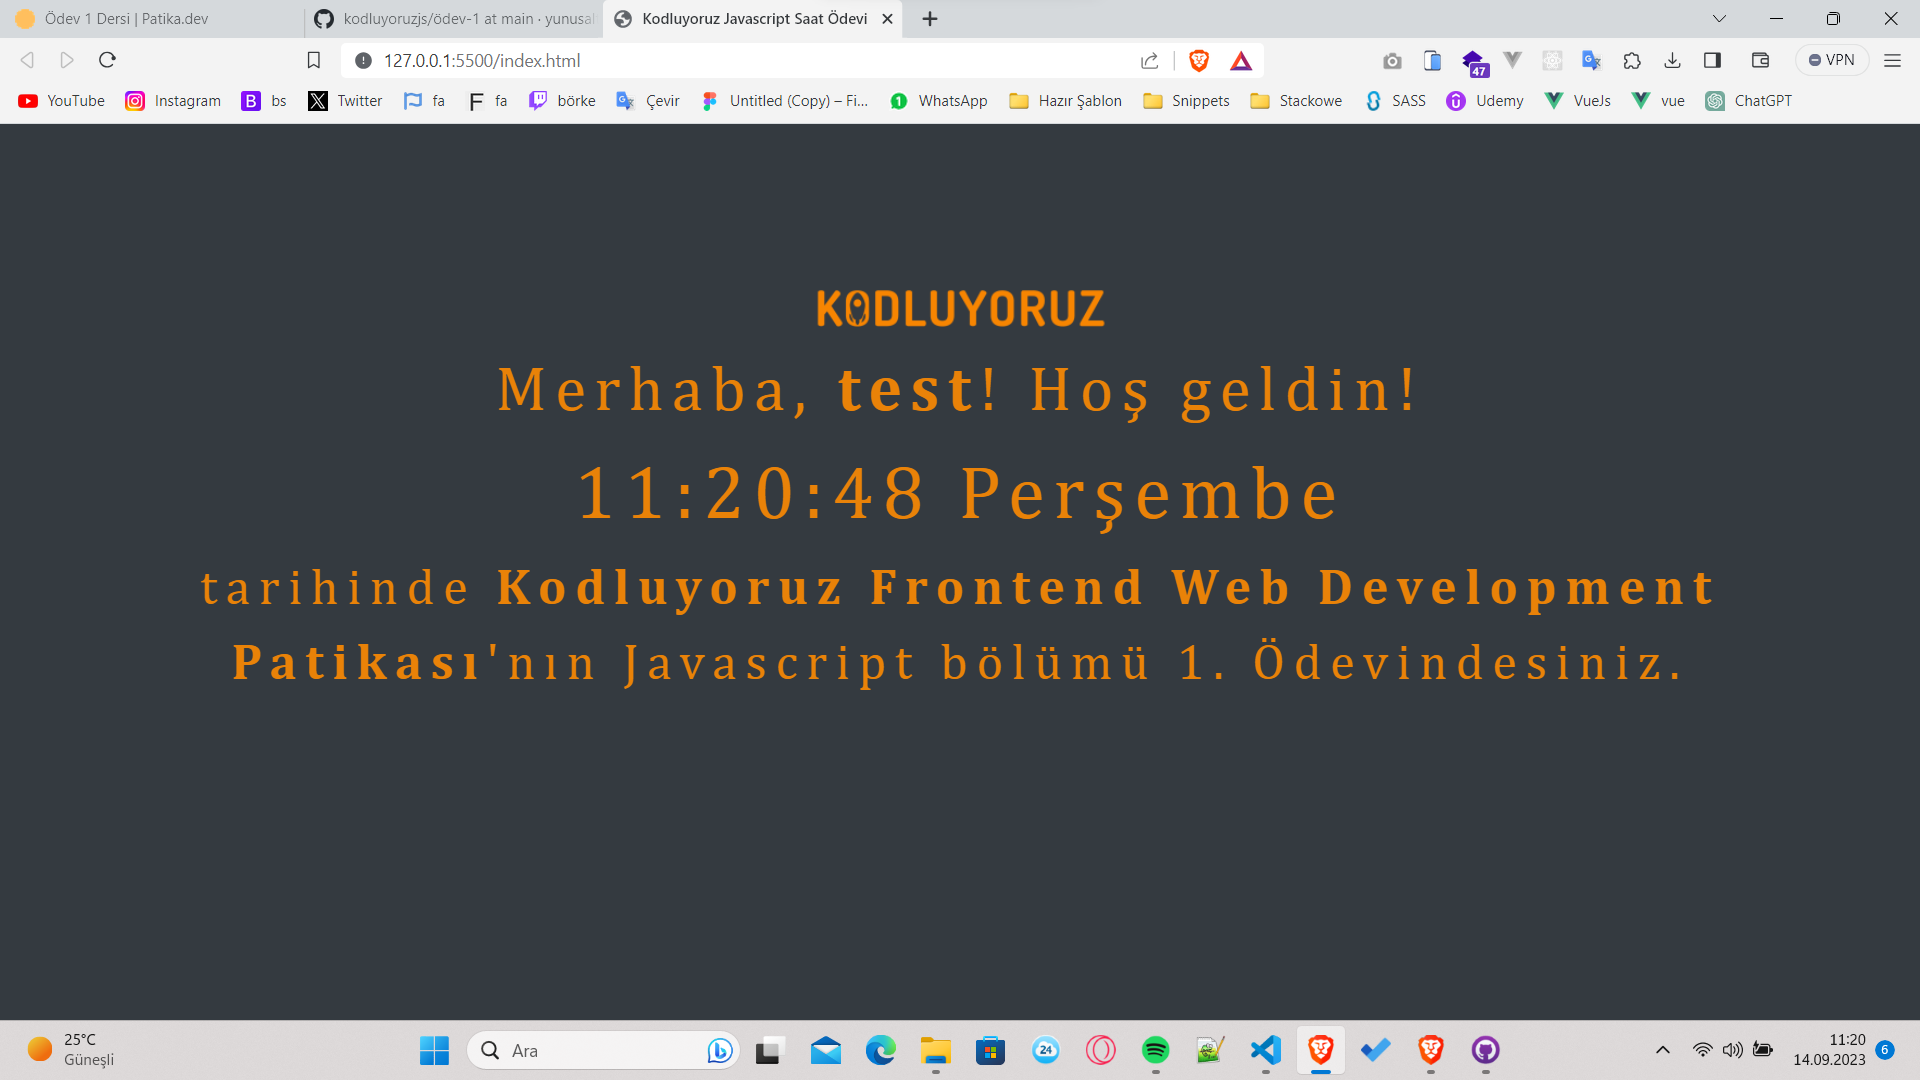 Ödev 1 Dersi | Patika.dev
kodluyoruzjs/ödev-1 at main · yunusal
Kodluyoruz Javascript Saat Ödevi
127.0.0.1:5500/index.html
47
VPN
YouTube
Instagram
B bs
Twitter
fa
F fa
börke
Çevir
Untitled (Copy) – Fi...
1 WhatsApp
Hazır Şablon
Snippets
Stackowe
SASS
Udemy
VueJs
vue
ChatGPT
KODLUYORUZ
Merhaba, test! Hoş geldin!
11:20:48 Perşembe
tarihinde Kodluyoruz Frontend Web Development
Patikası'nın Javascript bölümü 1. Ödevindesiniz.
25°C
Güneşli
Ara
24
11:20
14.09.2023
6